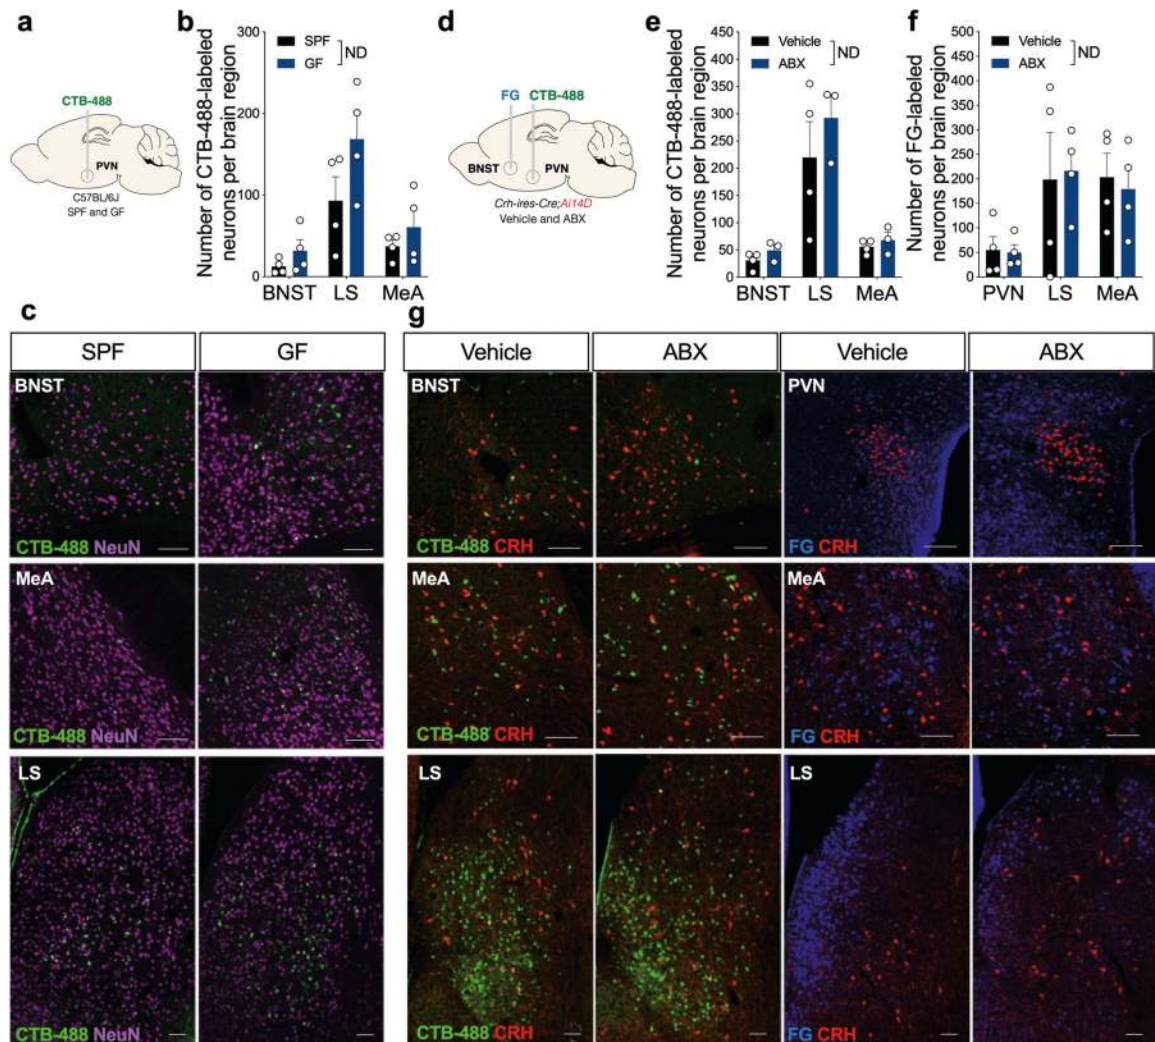 a
CTB-488
PVN
C57BL/6J
SPF and GF
b
Number of CTB-488-labeled
neurons per brain region
300
200
100
0
SPF
GF
ND
BNST LS MeA
d
FG CTB-488
BNST PVN
Crh-ires-Cre;Ai14D
Vehicle and ABX
e
Number of CTB-488-labeled
neurons per brain region
450
400
350
300
250
200
150
100
50
0
Vehicle
ABX
ND
BNST LS MeA
f
Number of FG-labeled
neurons per brain region
500
450
400
350
300
250
200
150
100
50
0
Vehicle
ABX
ND
PVN LS MeA
c
SPF GF
BNST
CTB-488 NeuN
MeA
CTB-488 NeuN
LS
CTB-488 NeuN
g
Vehicle ABX Vehicle ABX
BNST PVN
CTB-488 CRH FG CRH
MeA MeA
CTB-488 CRH FG CRH
LS LS
CTB-488 CRH FG CRH